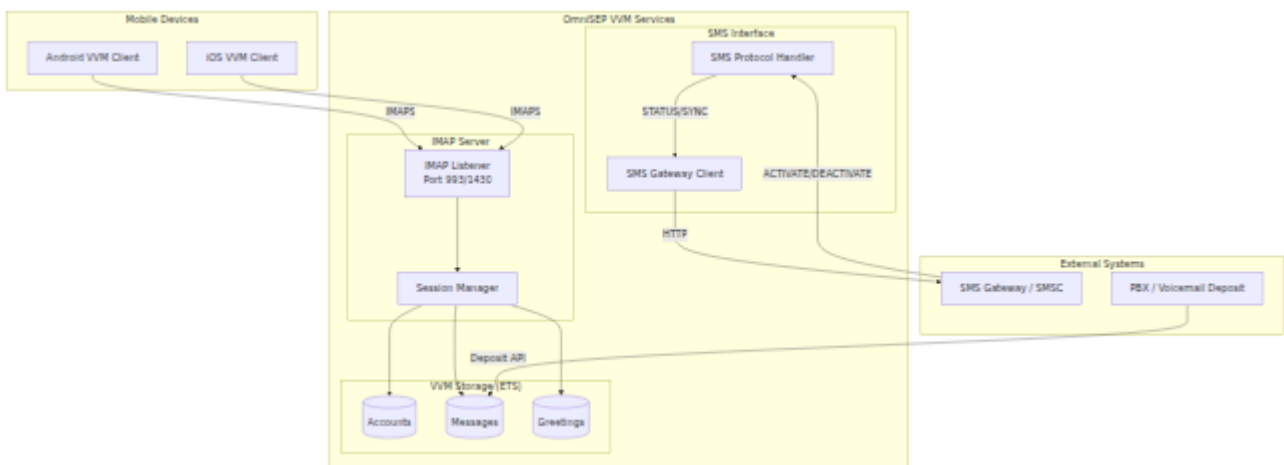 Mobile Devices
Android VVM Client
iOS VVM Client
OmniSEP VVM Services
SMS Interface
SMS Protocol Handler
IMAPS
IMAPS
STATUS/SYNC
IMAP Server
IMAP Listener
Port 993/1430
SMS Gateway Client
ACTIVATE/DEACTIVATE
HTTP
External Systems
Session Manager
SMS Gateway / SMSC
PBX / Voicemail Deposit
Deposit API
VVM Storage (ETS)
Accounts
Messages
Greetings